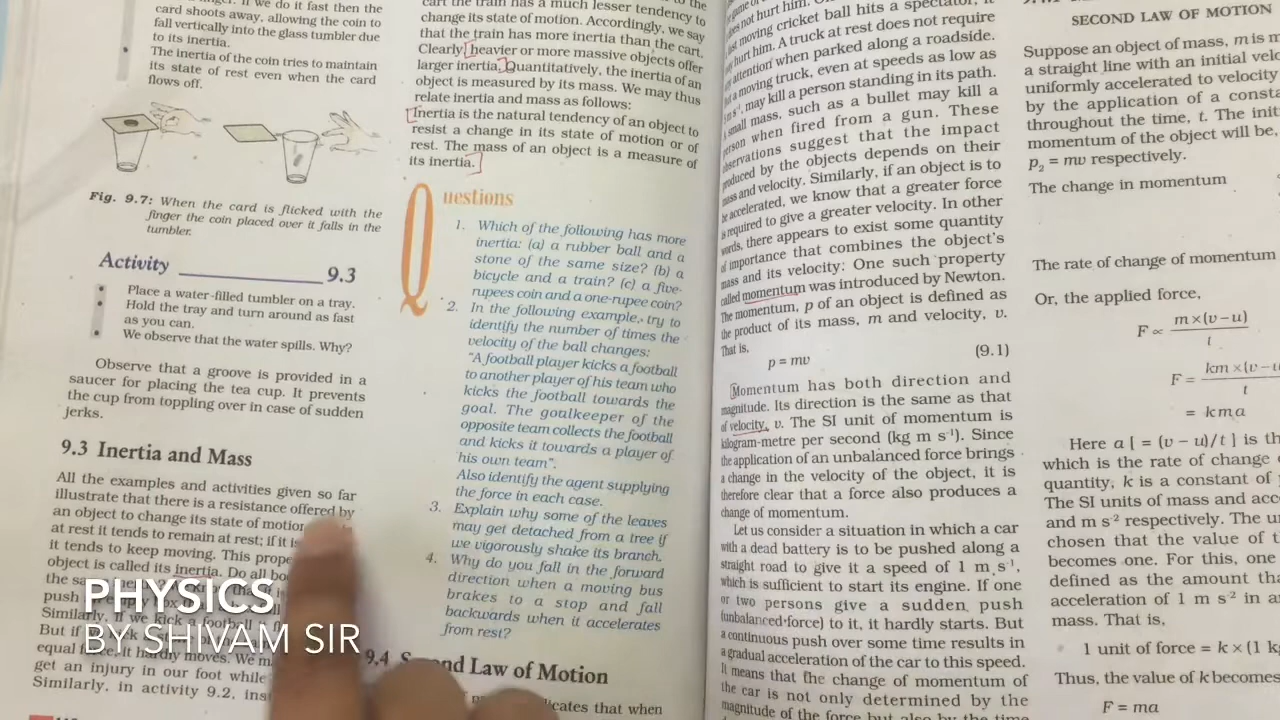 card shoots away, allowing the coin to
fall vertically into the glass tumbler due
to its inertia.
The inertia of the coin tries to maintain
its state of rest even when the card
flows off.
Fig. 9.7: When the card is flicked with the
finger the coin placed over it falls in the
tumbler.
Activity 9.3
Place a water-filled tumbler on a tray.
Hold the tray and turn around as fast
as you can.
We observe that the water spills. Why?
Observe that a groove is provided in a
saucer for placing the tea cup. It prevents
the cup from toppling over in case of sudden
jerks.
9.3 Inertia and Mass
All the examples and activities given so far
illustrate that there is a resistance offered by
an object to change its state of motion
at rest it tends to remain at rest; if it is
it tends to keep moving. This
object is called its inertia. Do all
push
Similarly, if we kick a football
But if
equal it hardly moves. We
get an injury in our foot while
Similarly, in activity 9.2,
PHYSICS
BY SHIVAM SIR
cart the train has a much lesser tendency to
change its state of motion. Accordingly, we say
that the train has more inertia than the cart.
Clearly, heavier or more massive objects offer
larger inertia. Quantitatively, the inertia of an
object is measured by its mass. We may thus
relate inertia and mass as follows:
Inertia is the natural tendency of an object to
resist a change in its state of motion or of
rest. The mass of an object is a measure of
its inertia.
Questions
1. Which of the following has more
inertia: (a) a rubber ball and a
stone of the same size? (b) a
bicycle and a train? (c) a five-
rupees coin and a one-rupee coin?
2. In the following example, try to
identify the number of times the
velocity of the ball changes:
"A football player kicks a football
to another player of his team who
kicks the football towards the
goal. The goalkeeper of the
opposite team collects the football
and kicks it towards a player of
his own team".
Also identify the agent supplying
the force in each case.
3. Explain why some of the leaves
may get detached from a tree if
we vigorously shake its branch.
4. Why do you fall in the forward
direction when a moving bus
brakes to a stop and fall
backwards when it accelerates
from rest?
9.4 Second Law of Motion
that when
does not hurt him. On
moving cricket ball hits a spectator, it
hurt him. A truck at rest does not require
attention when parked along a roadside.
a moving truck, even at speeds as low as
may kill a person standing in its path.
small mass, such as a bullet may kill a
person when fired from a gun. These
observations suggest that the impact
produced by the objects depends on their
mass and velocity. Similarly, if an object is to
be accelerated, we know that a greater force
is required to give a greater velocity. In other
words, there appears to exist some quantity
of importance that combines the object's
mass and its velocity. One such property
called momentum was introduced by Newton.
The momentum, p of an object is defined as
the product of its mass, m and velocity, v.
That is,
p = mv (9.1)
Momentum has both direction and
magnitude. Its direction is the same as that
of velocity, v. The SI unit of momentum is
kilogram-metre per second (kg m s⁻¹). Since
the application of an unbalanced force brings
a change in the velocity of the object, it is
therefore clear that a force also produces a
change of momentum.
Let us consider a situation in which a car
with a dead battery is to be pushed along a
straight road to give it a speed of 1 m s⁻¹,
which is sufficient to start its engine. If one
or two persons give a sudden push
(unbalanced force) to it, it hardly starts. But
a continuous push over some time results in
a gradual acceleration of the car to this speed.
It means that the change of momentum of
the car is not only determined by the
magnitude of the force but also by the time
SECOND LAW OF MOTION
Suppose an object of mass, m is
a straight line with an initial
uniformly accelerated to velocity
by the application of a
throughout the time, t. The
momentum of the object will be,
p₂ = mv respectively.
The change in momentum
The rate of change of momentum
Or, the applied force,
F ∝ m×(v–u) / t
F = km×(v–u / t
= kma
Here a [ = (v – u)/t ] is
which is the rate of change
quantity, k is a constant of
The SI units of mass and
and m s⁻² respectively. The
chosen that the value of
becomes one. For this, one
defined as the amount
acceleration of 1 m s⁻² in
mass. That is,
1 unit of force = k × (1
Thus, the value of k becomes
F = ma